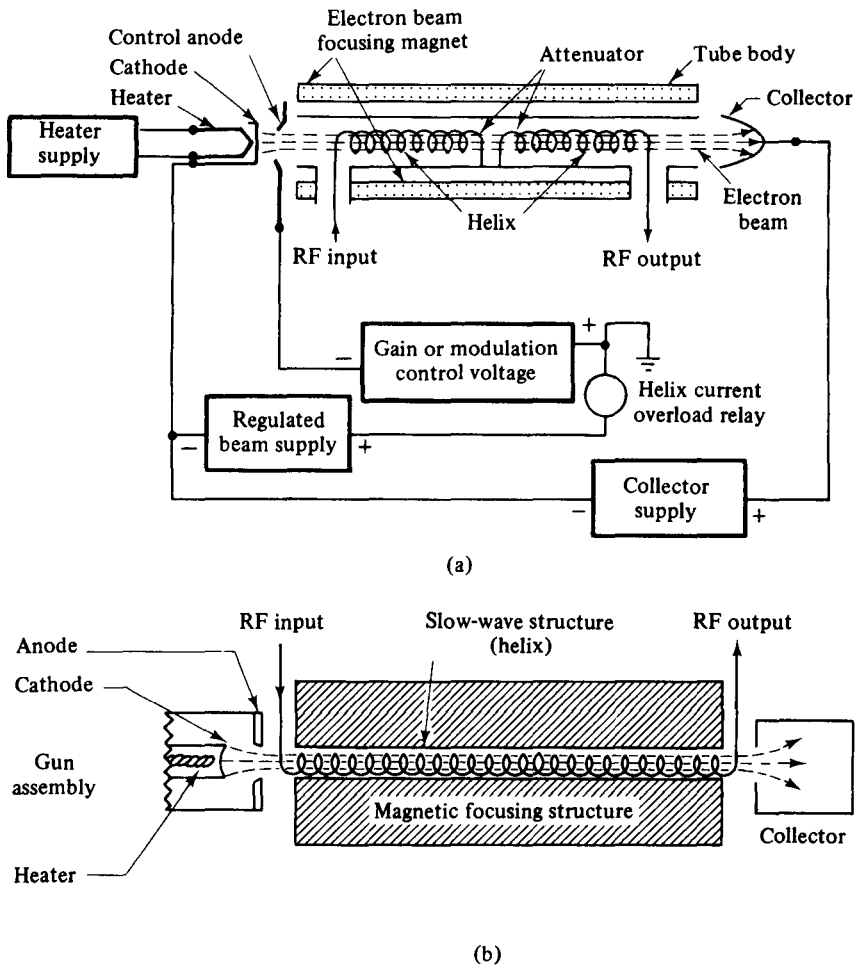 Electron beam
focusing magnet
Control anode
Cathode
Heater
Attenuator
Tube body
Collector
Heater
supply
Helix
Electron
beam
RF input
RF output
+
−
Gain or modulation
control voltage
Helix current
overload relay
−
Regulated
beam supply
+
−
Collector
supply
+
(a)
RF input
Slow-wave structure
(helix)
RF output
Anode
Cathode
Gun
assembly
Magnetic focusing structure
Collector
Heater
(b)